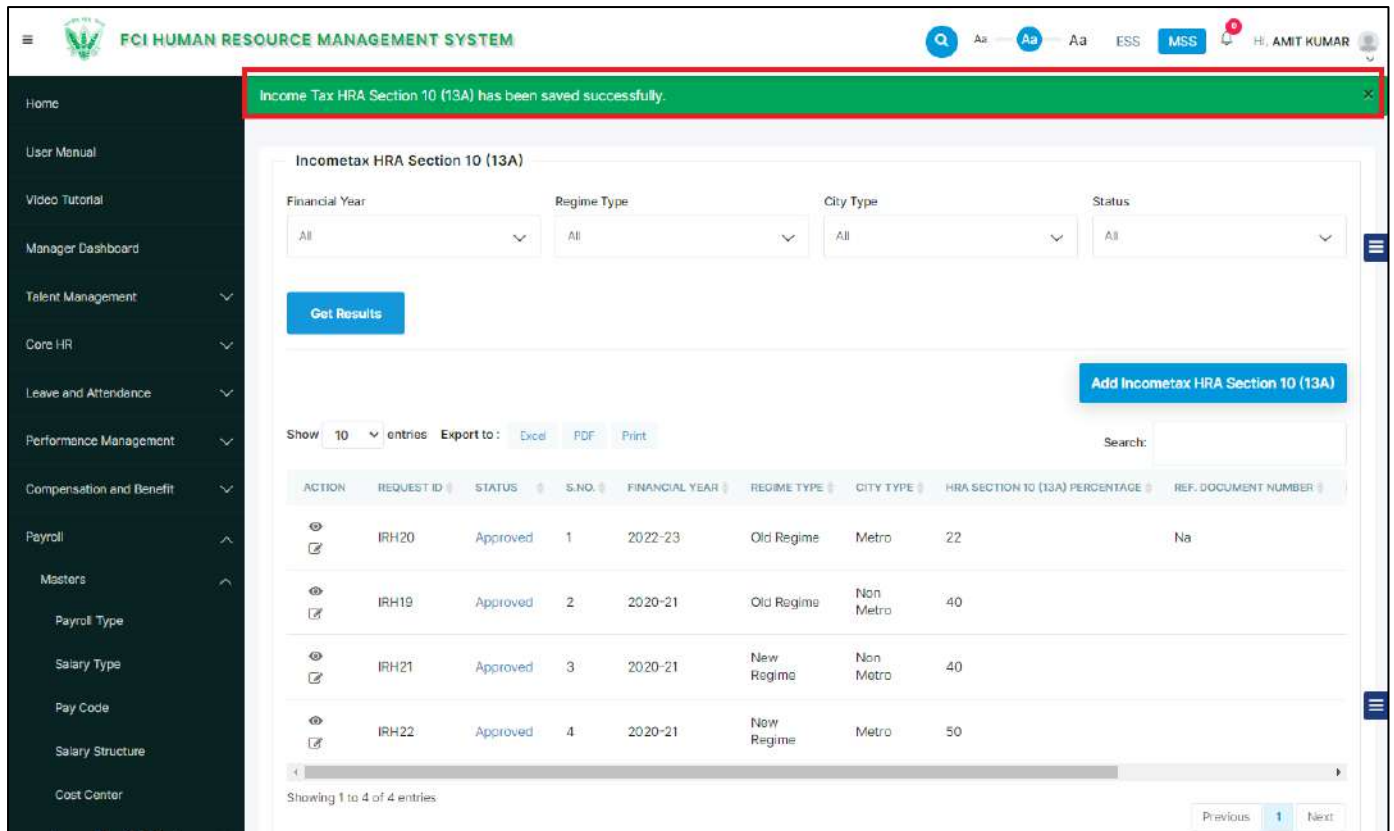 FCI HUMAN RESOURCE MANAGEMENT SYSTEM
Aa Aa Aa ESS MSS 0 Hi, AMIT KUMAR
Income Tax HRA Section 10 (13A) has been saved successfully.
Home
User Manual
Video Tutorial
Manager Dashboard
Talent Management
Core HR
Leave and Attendance
Performance Management
Compensation and Benefit
Payroll
Masters
Payroll Type
Salary Type
Pay Code
Salary Structure
Cost Center
Incometax HRA Section 10 (13A)
Financial Year Regime Type City Type Status
All All All All
Get Results
Add Incometax HRA Section 10 (13A)
Show 10 entries Export to : Excel PDF Print Search:
ACTION REQUEST ID STATUS S.NO. FINANCIAL YEAR REGIME TYPE CITY TYPE HRA SECTION 10 (13A) PERCENTAGE REF. DOCUMENT NUMBER
IRH20 Approved 1 2022-23 Old Regime Metro 22 Na
IRH19 Approved 2 2020-21 Old Regime Non Metro 40
IRH21 Approved 3 2020-21 New Regime Non Metro 40
IRH22 Approved 4 2020-21 New Regime Metro 50
Showing 1 to 4 of 4 entries
Previous 1 Next